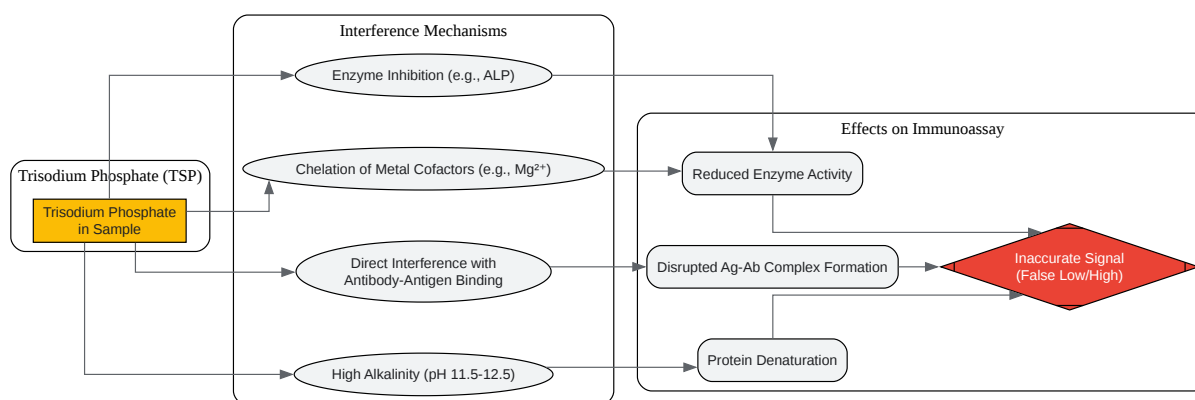 Trisodium Phosphate (TSP)
Trisodium Phosphate
in Sample
Interference Mechanisms
Enzyme Inhibition (e.g., ALP)
Chelation of Metal Cofactors (e.g., Mg²⁺)
Direct Interference with
Antibody-Antigen Binding
High Alkalinity (pH 11.5-12.5)
Effects on Immunoassay
Reduced Enzyme Activity
Disrupted Ag-Ab Complex Formation
Protein Denaturation
Inaccurate Signal
(False Low/High)